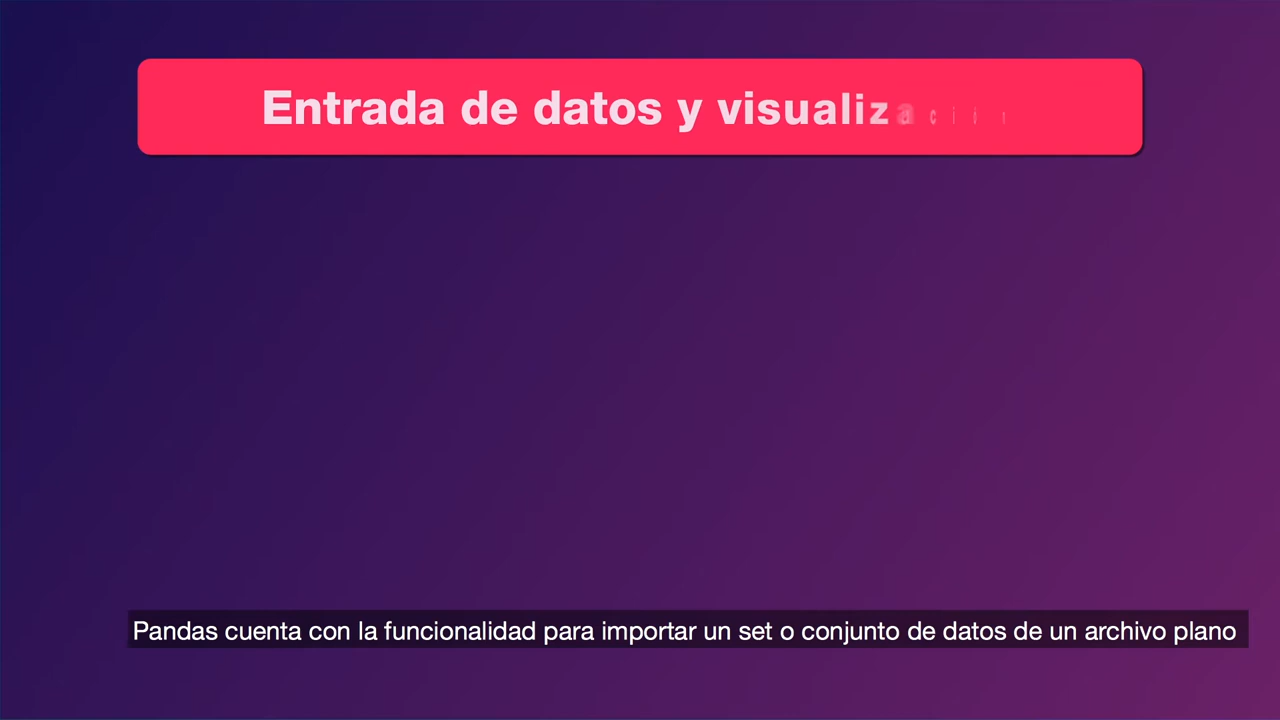 Entrada de datos y visualización
Pandas cuenta con la funcionalidad para importar un set o conjunto de datos de un archivo plano